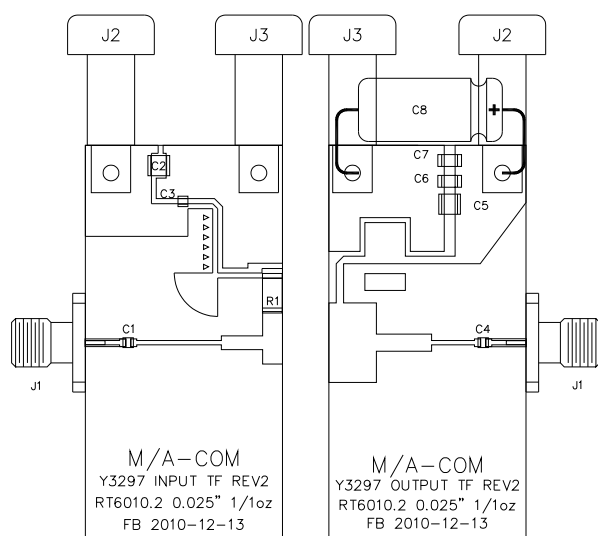 J2
J3
J3
J2
C8
+
C2
C7
C3
C6
C5
R1
C1
C4
J1
J1
M/A-COM
Y3297 INPUT TF REV2
RT6010.2 0.025" 1/1oz
FB 2010-12-13
M/A-COM
Y3297 OUTPUT TF REV2
RT6010.2 0.025" 1/1oz
FB 2010-12-13